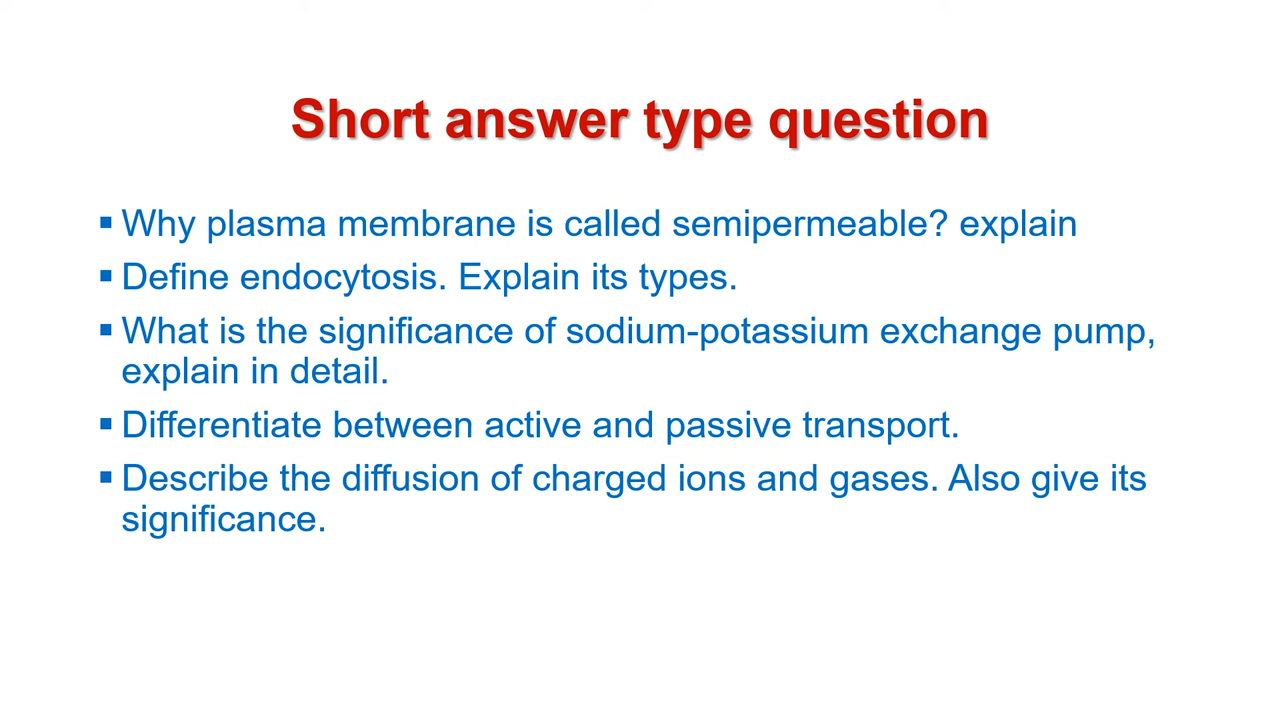 Short answer type question
▪ Why plasma membrane is called semipermeable? explain
▪ Define endocytosis. Explain its types.
▪ What is the significance of sodium-potassium exchange pump,
explain in detail.
▪ Differentiate between active and passive transport.
▪ Describe the diffusion of charged ions and gases. Also give its
significance.